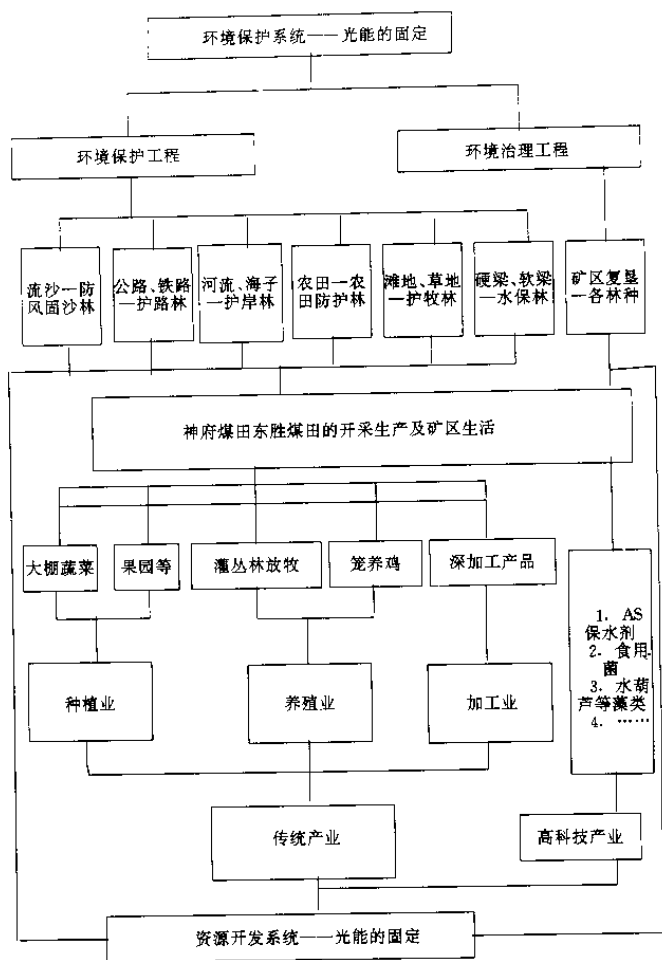 环境保护系统——光能的固定
环境保护工程
环境治理工程
流沙—防
风固沙林
公路、铁路
—护路林
河流、海子
—护岸林
农田—农
田防护林
滩地、草地
—护牧林
硬梁、软梁
—水保林
矿区复垦
—各林种
神府煤田东胜煤田的开采生产及矿区生活
大棚蔬菜
果园等
灌丛林放牧
笼养鸡
深加工产品
1. AS
保水剂
2. 食用
菌
3. 水葫
芦等藻类
4. ……
种植业
养殖业
加工业
传统产业
高科技产业
资源开发系统——光能的固定